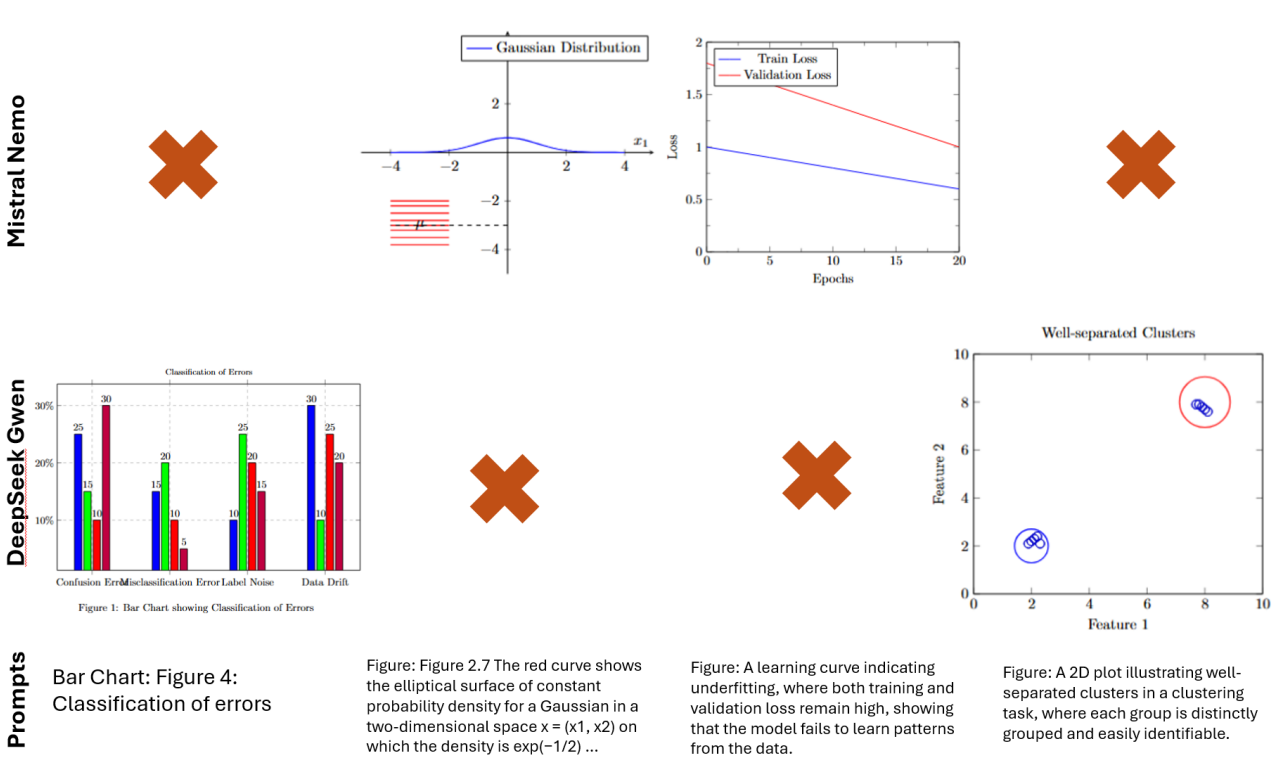 Mistral Nemo
Gaussian Distribution
x1
2
−4
−2
2
4
−2
μ
−4
2
Train Loss
Validation Loss
1.5
Loss
1
0.5
0
0
5
10
15
20
Epochs
DeepSeek Gwen
Classification of Errors
30%
20%
10%
25
15
10
30
15
20
10
5
10
25
20
15
30
10
25
20
Confusion Error
Misclassification Error
Label Noise
Data Drift
Figure 1: Bar Chart showing Classification of Errors
Well-separated Clusters
10
8
6
4
2
0
Feature 2
0
2
4
6
8
10
Feature 1
Prompts
Bar Chart: Figure 4:
Classification of errors
Figure: Figure 2.7 The red curve shows
the elliptical surface of constant
probability density for a Gaussian in a
two-dimensional space x = (x1, x2) on
which the density is exp(−1/2) ...
Figure: A learning curve indicating
underfitting, where both training and
validation loss remain high, showing
that the model fails to learn patterns
from the data.
Figure: A 2D plot illustrating well-
separated clusters in a clustering
task, where each group is distinctly
grouped and easily identifiable.